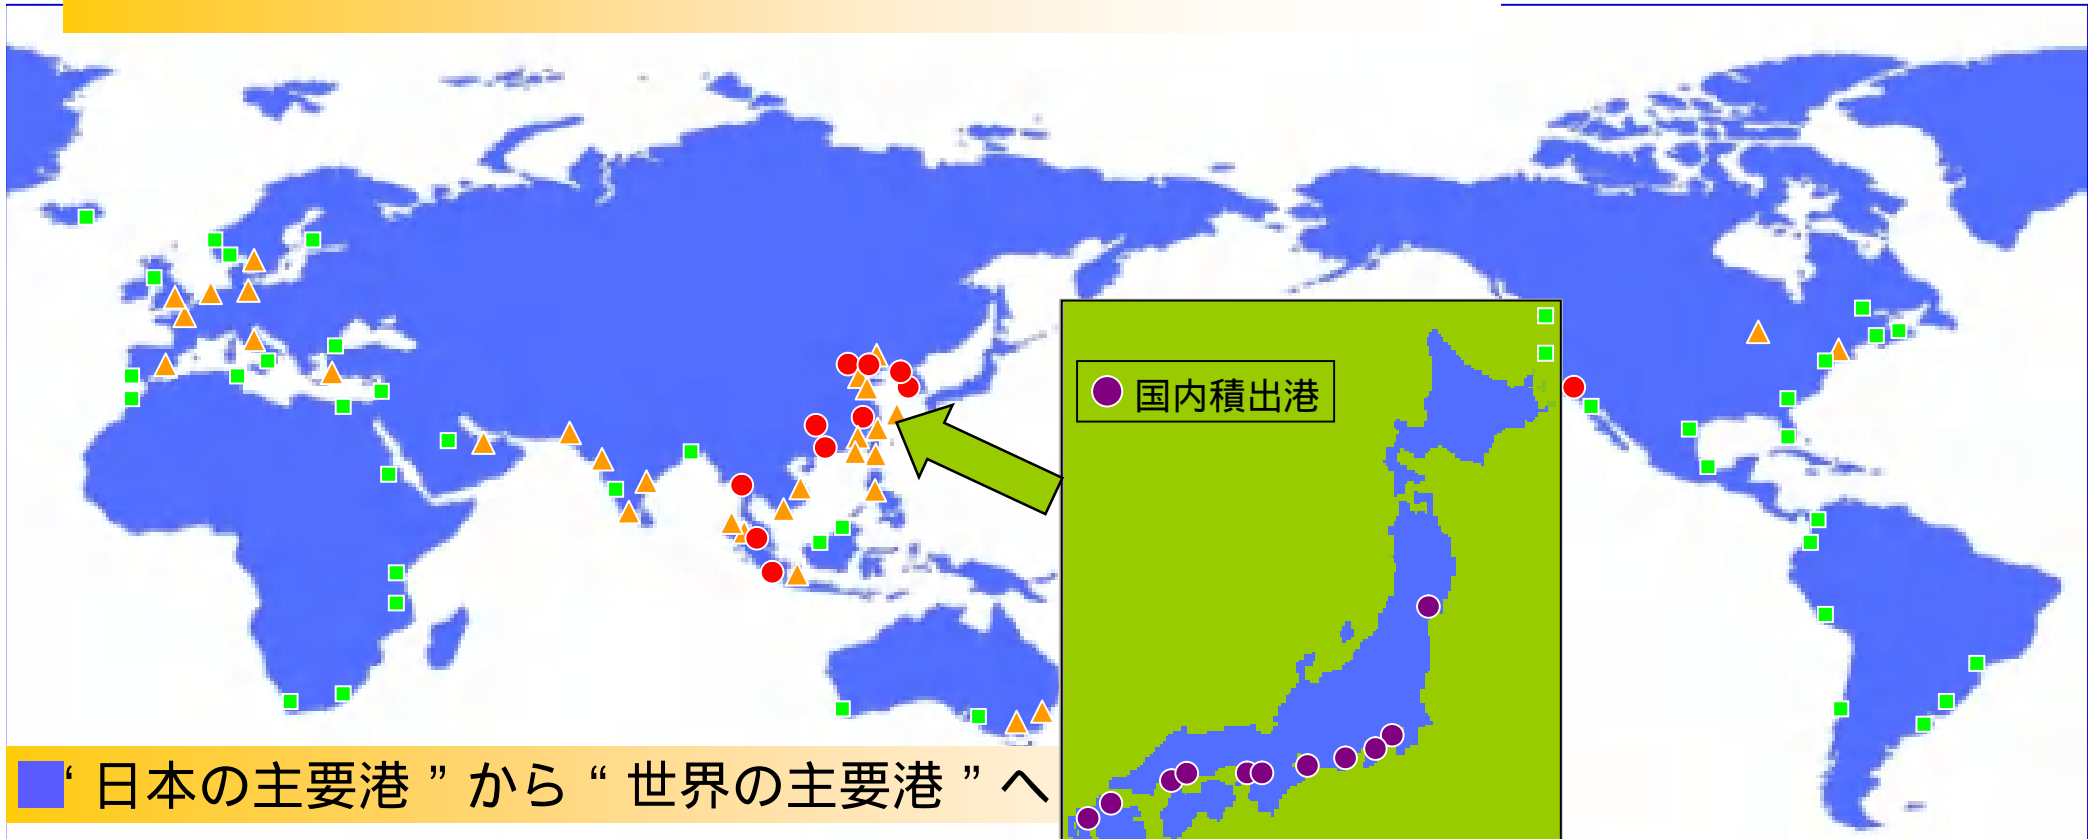 国内積出港
“ 日本の主要港 ” から “ 世界の主要港 ” へ